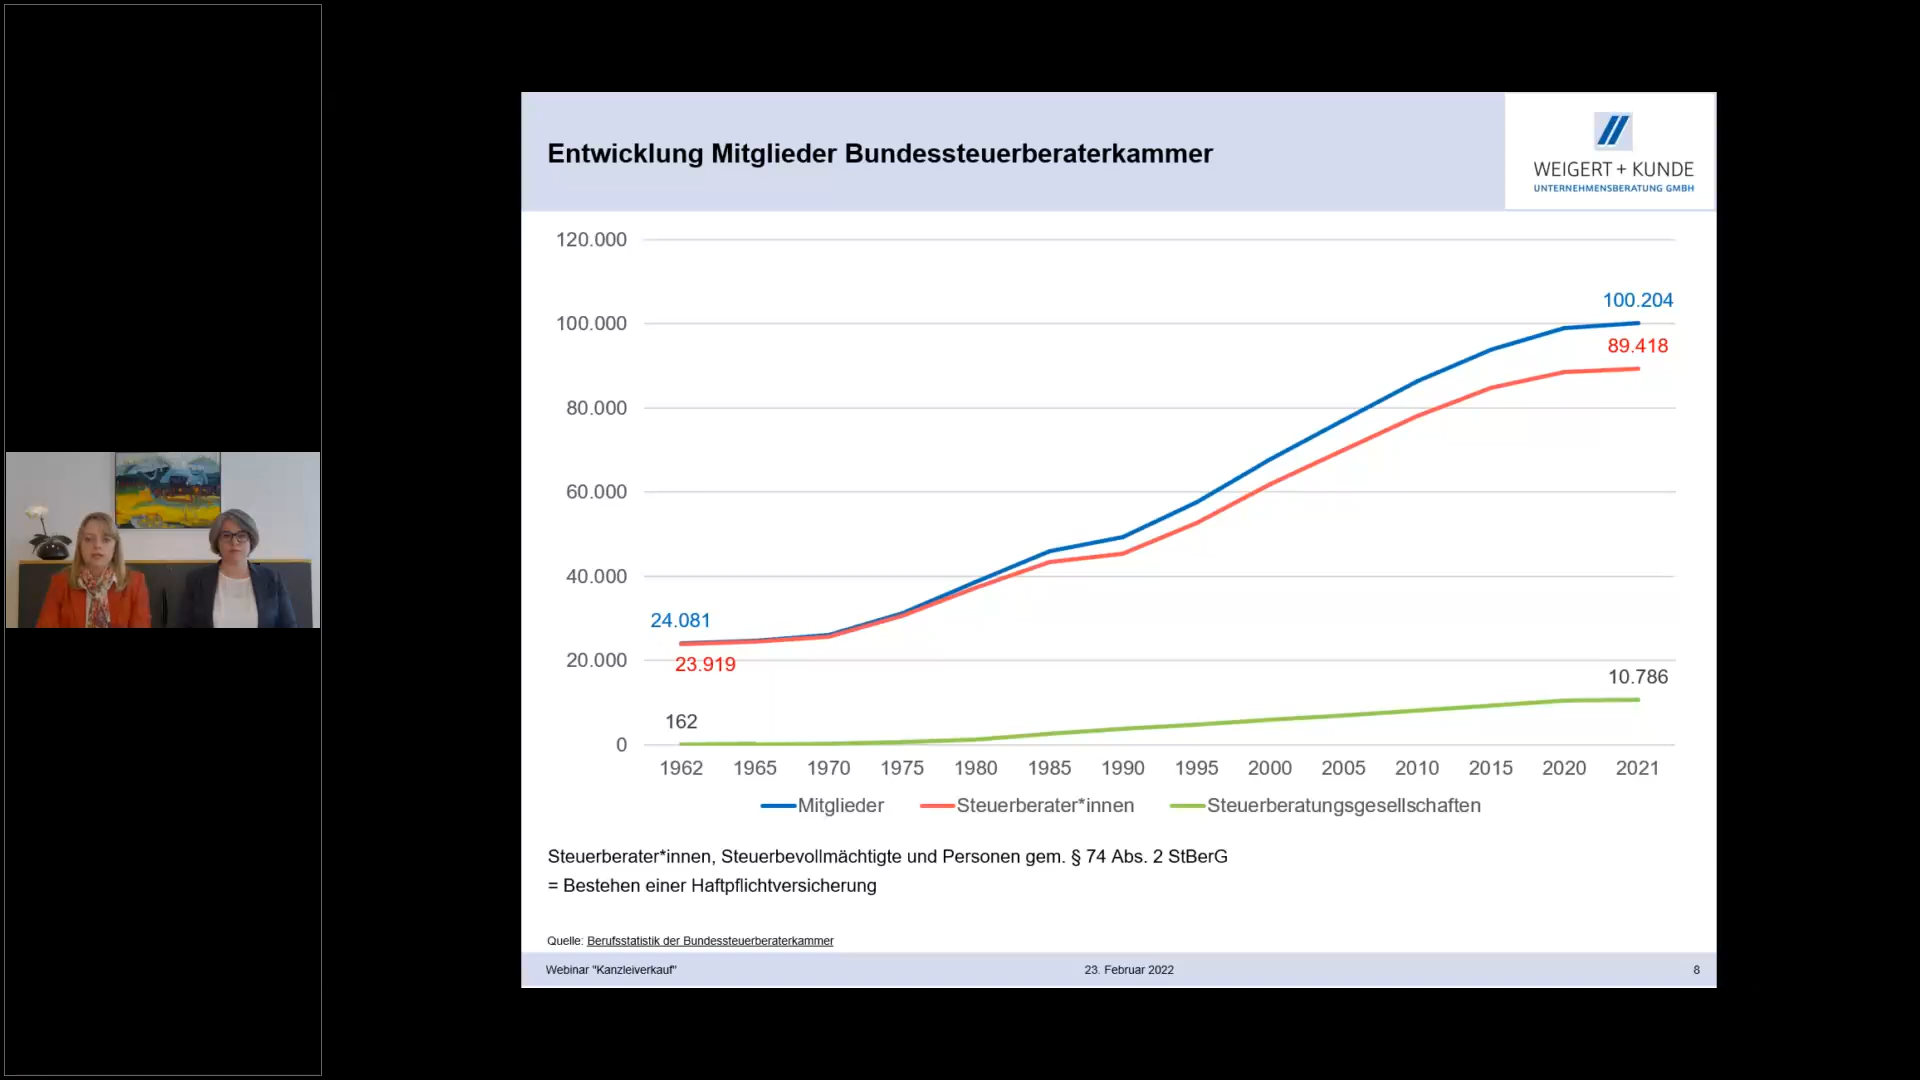 Entwicklung Mitglieder Bundessteuerberaterkammer
WEIGERT + KUNDE
UNTERNEHMENSBERATUNG GMBH
120.000
100.000
80.000
60.000
40.000
20.000
0
100.204
89.418
24.081
23.919
10.786
162
1962 1965 1970 1975 1980 1985 1990 1995 2000 2005 2010 2015 2020 2021
Mitglieder Steuerberater*innen Steuerberatungsgesellschaften
Steuerberater*innen, Steuerbevollmächtigte und Personen gem. § 74 Abs. 2 StBerG
= Bestehen einer Haftpflichtversicherung
Quelle: Berufsstatistik der Bundessteuerberaterkammer
Webinar "Kanzleiverkauf" 23. Februar 2022 8